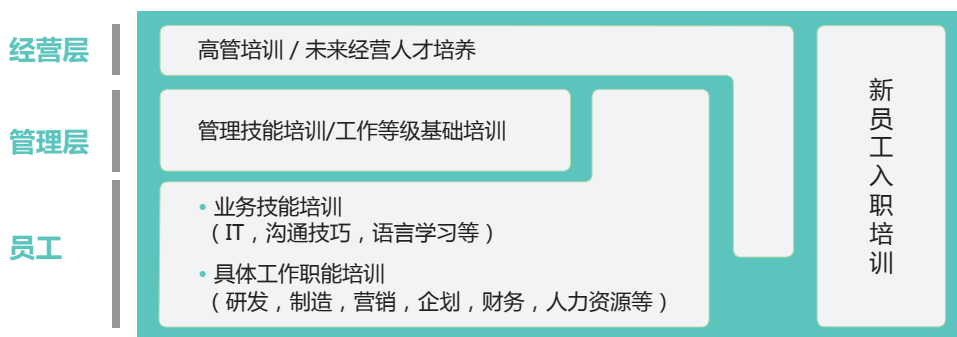 经营层
高管培训 / 未来经营人才培养
管理层
管理技能培训/工作等级基础培训
员工
• 业务技能培训
（ IT，沟通技巧，语言学习等 ）
• 具体工作职能培训
（ 研发，制造，营销，企划，财务，人力资源等 ）
新员工入职培训